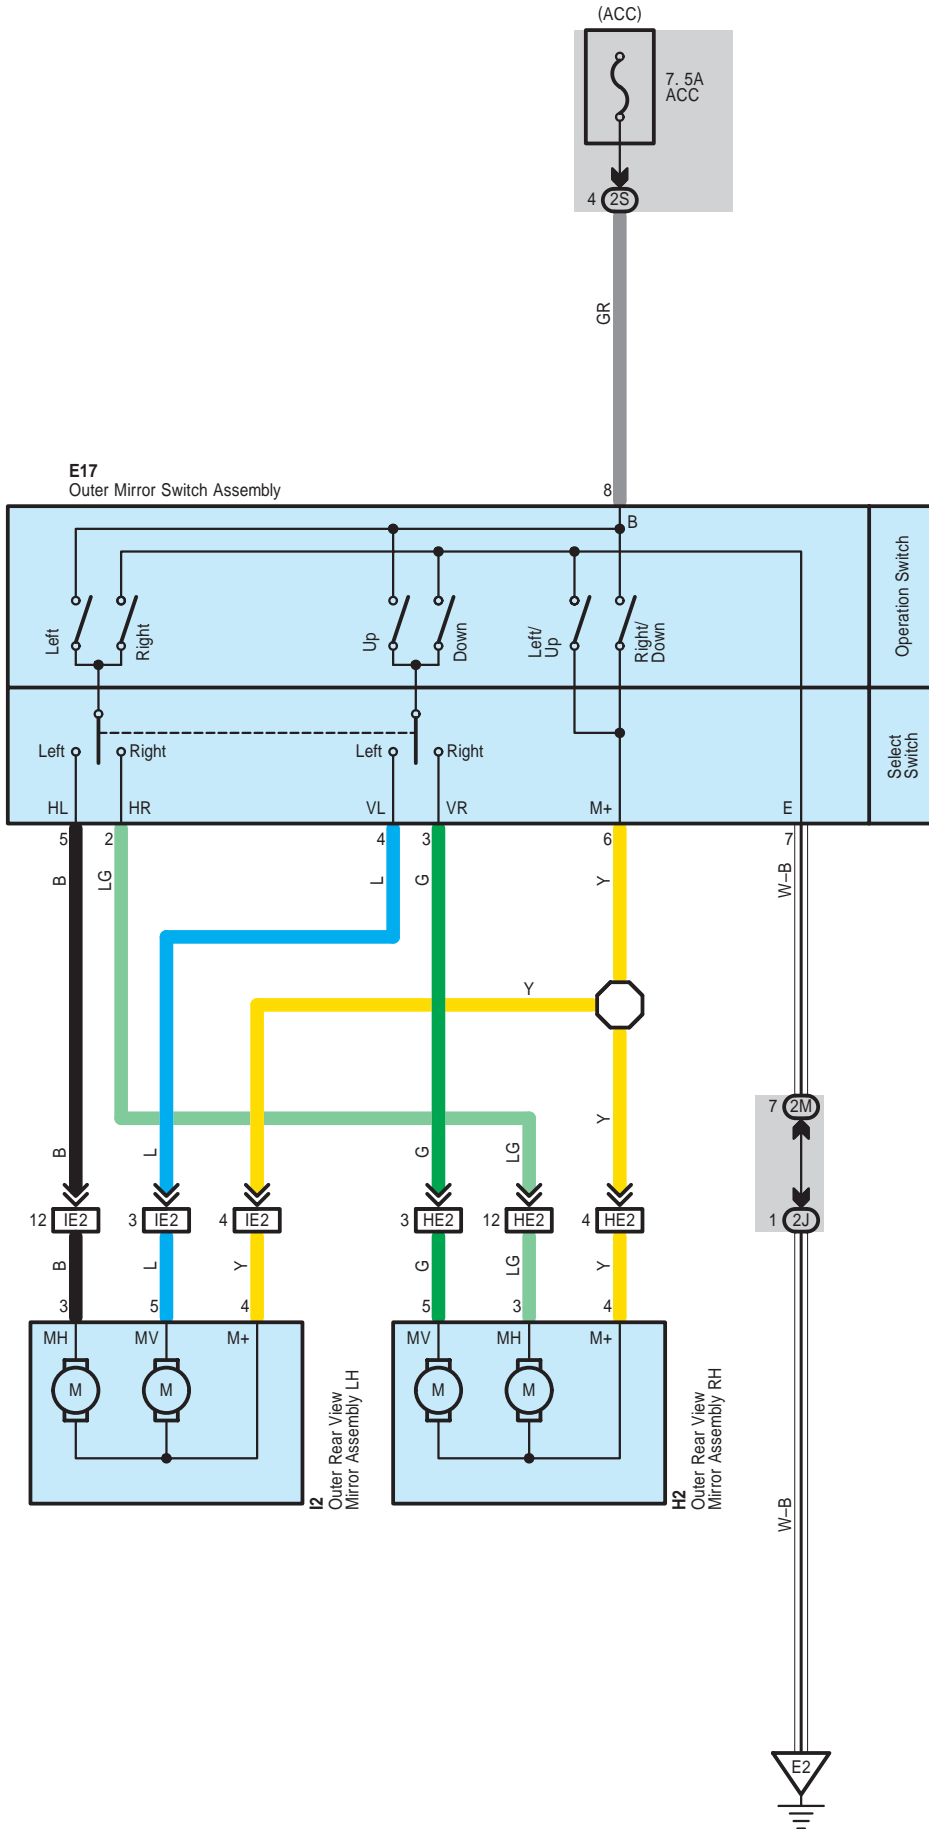 (ACC)
7. 5A
ACC
4 2S
GR
E17
Outer Mirror Switch Assembly
8
B
Left
Right
Up
Down
Left/
Up
Right/
Down
Operation Switch
Left Right Left Right
Select
Switch
HL HR VL VR M+ E
5 2 4 3 6 7
B LG L G Y W–B
Y
7 2M
B L G LG Y
12 IE2 3 IE2 4 IE2 3 HE2 12 HE2 4 HE2 1 2J
B L Y G LG Y
3 5 4 5 3 4
MH MV M+ MV MH M+
M M M M
I2
Outer Rear View
Mirror Assembly LH
H2
Outer Rear View
Mirror Assembly RH
W–B
E2